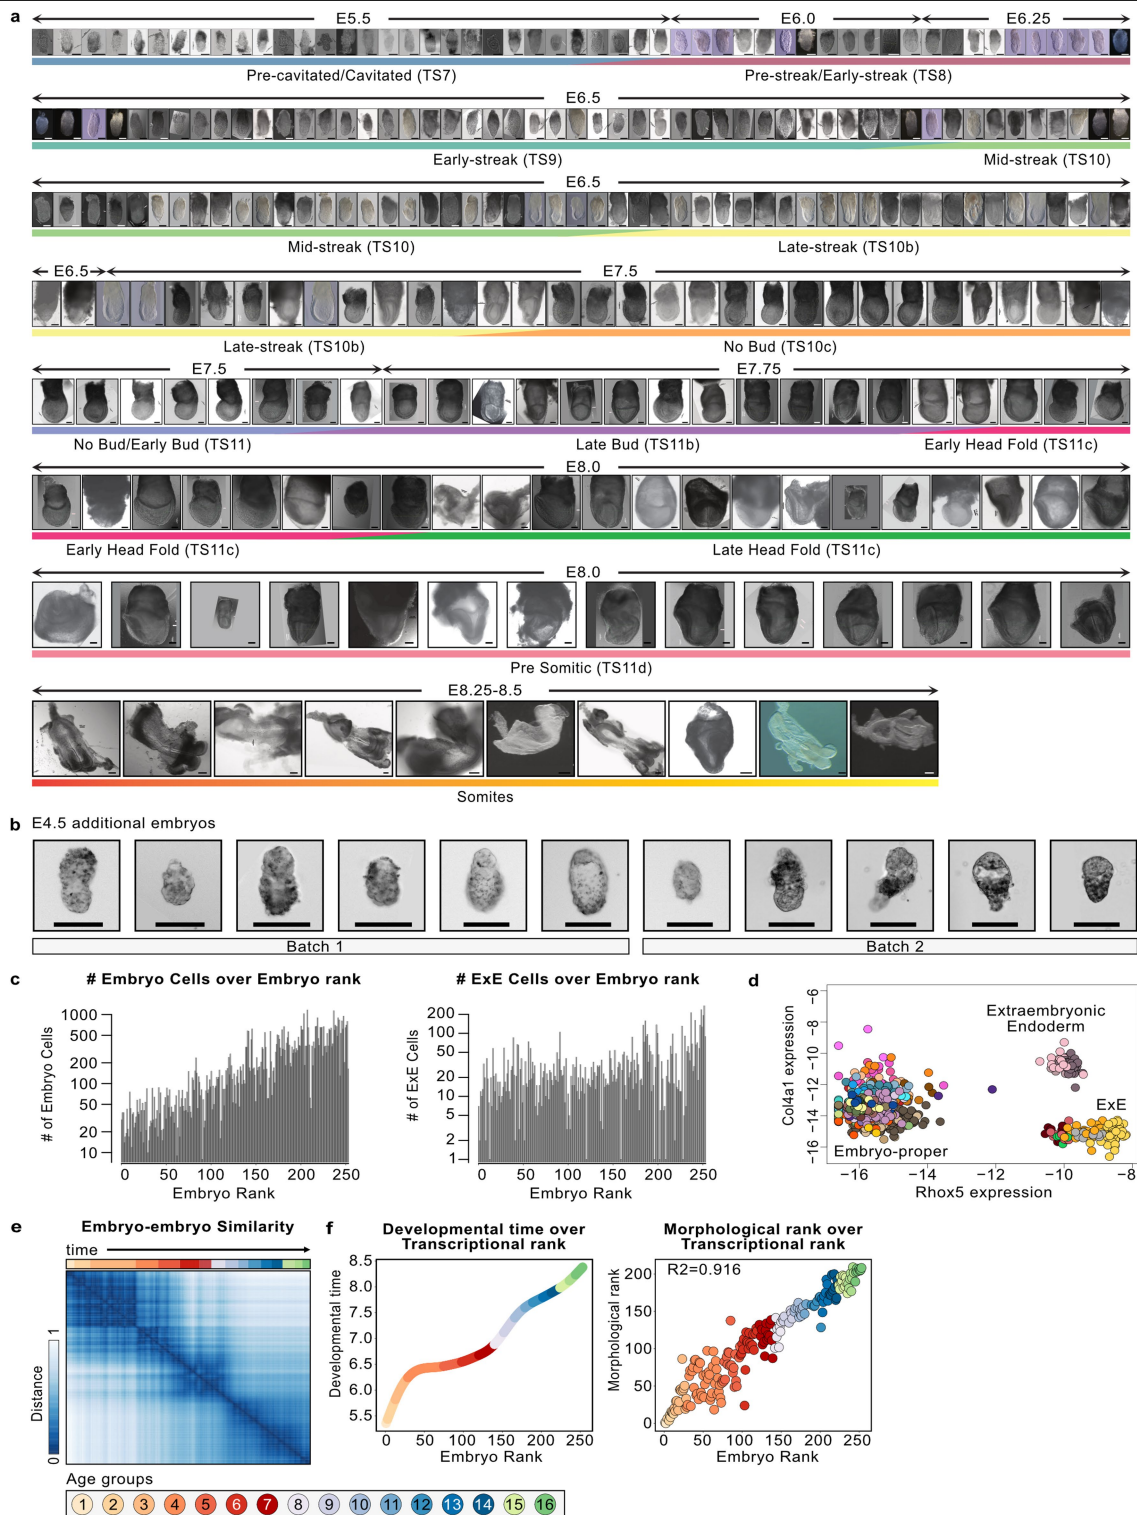 a
E5.5 E6.0 E6.25
Pre-cavitated/Cavitated (TS7) Pre-streak/Early-streak (TS8)
E6.5
Early-streak (TS9) Mid-streak (TS10)
E6.5
Mid-streak (TS10) Late-streak (TS10b)
E6.5 E7.5
Late-streak (TS10b) No Bud (TS10c)
E7.5 E7.75
No Bud/Early Bud (TS11) Late Bud (TS11b) Early Head Fold (TS11c)
E8.0
Early Head Fold (TS11c) Late Head Fold (TS11c)
E8.0
Pre Somitic (TS11d)
E8.25-8.5
Somites
b E4.5 additional embryos
Batch 1 Batch 2
c # Embryo Cells over Embryo rank
# of Embryo Cells
1000
500
200
100
50
20
10
0 50 100 150 200 250
Embryo Rank
# ExE Cells over Embryo rank
# of ExE Cells
200
100
50
20
10
5
2
1
0 50 100 150 200 250
Embryo Rank
d
Col4a1 expression
−6
−8
−10
−12
−14
−16
Extraembryonic
Endoderm
ExE
Embryo-proper
−16 −14 −12 −10 −8
Rhox5 expression
e Embryo-embryo Similarity
time
Distance
1
0
Age groups
1 2 3 4 5 6 7 8 9 10 11 12 13 14 15 16
f Developmental time over
Transcriptional rank
Developmental time
8.5
8.0
7.5
7.0
6.5
6.0
5.5
0 50 100 150 200 250
Embryo Rank
Morphological rank over
Transcriptional rank
R2=0.916
Morphological rank
200
150
100
50
0
0 50 100 150 200 250
Embryo Rank